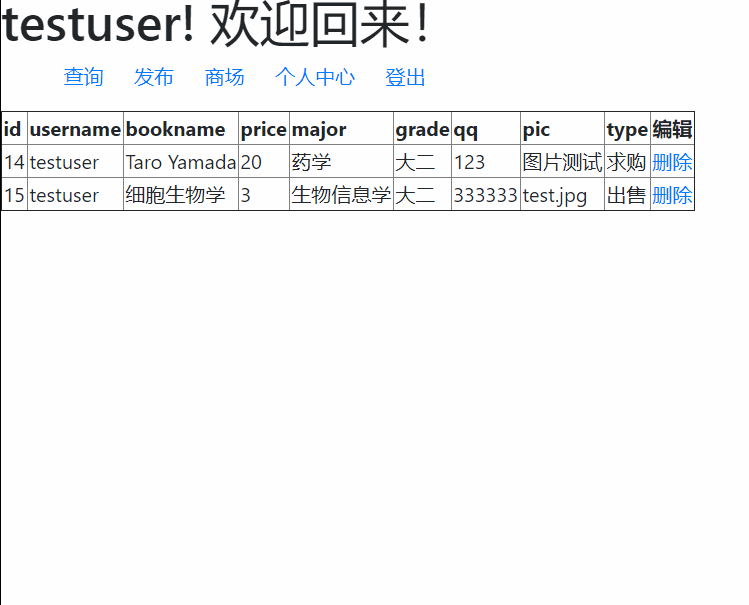 testuser! 欢迎回来！
查询 发布 商场 个人中心 登出
id username bookname price major grade qq pic type 编辑
14 testuser Taro Yamada 20 药学 大二 123 图片测试 求购 删除
15 testuser 细胞生物学 3 生物信息学 大二 333333 test.jpg 出售 删除